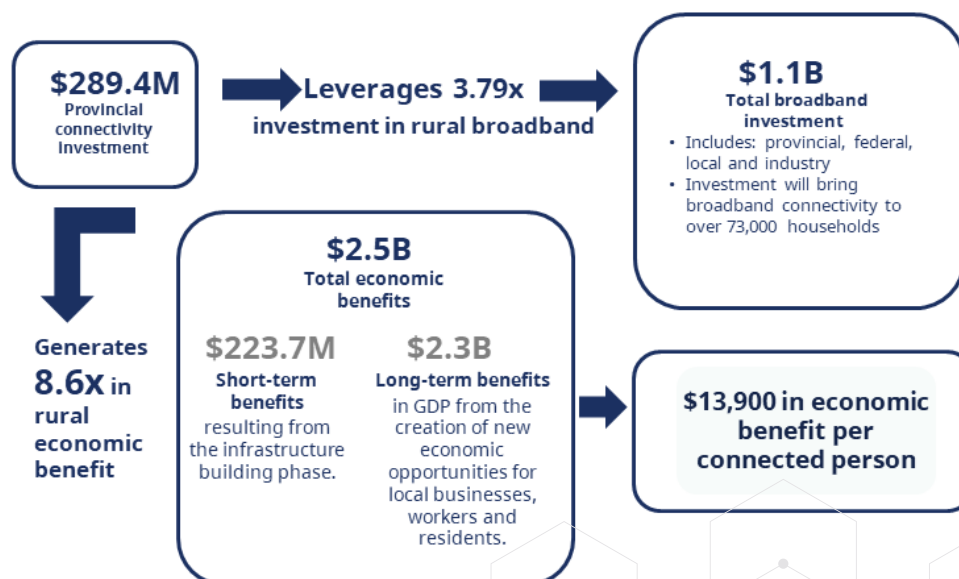 $289.4M
Provincial
connectivity
investment
Leverages 3.79x
investment in rural broadband
$1.1B
Total broadband
investment
• Includes: provincial, federal,
local and industry
• Investment will bring
broadband connectivity to
over 73,000 households
Generates
8.6x in
rural
economic
benefit
$2.5B
Total economic
benefits
$223.7M
Short-term
benefits
resulting from
the infrastructure
building phase.
$2.3B
Long-term benefits
in GDP from the
creation of new
economic
opportunities for
local businesses,
workers and
residents.
$13,900 in economic
benefit per
connected person